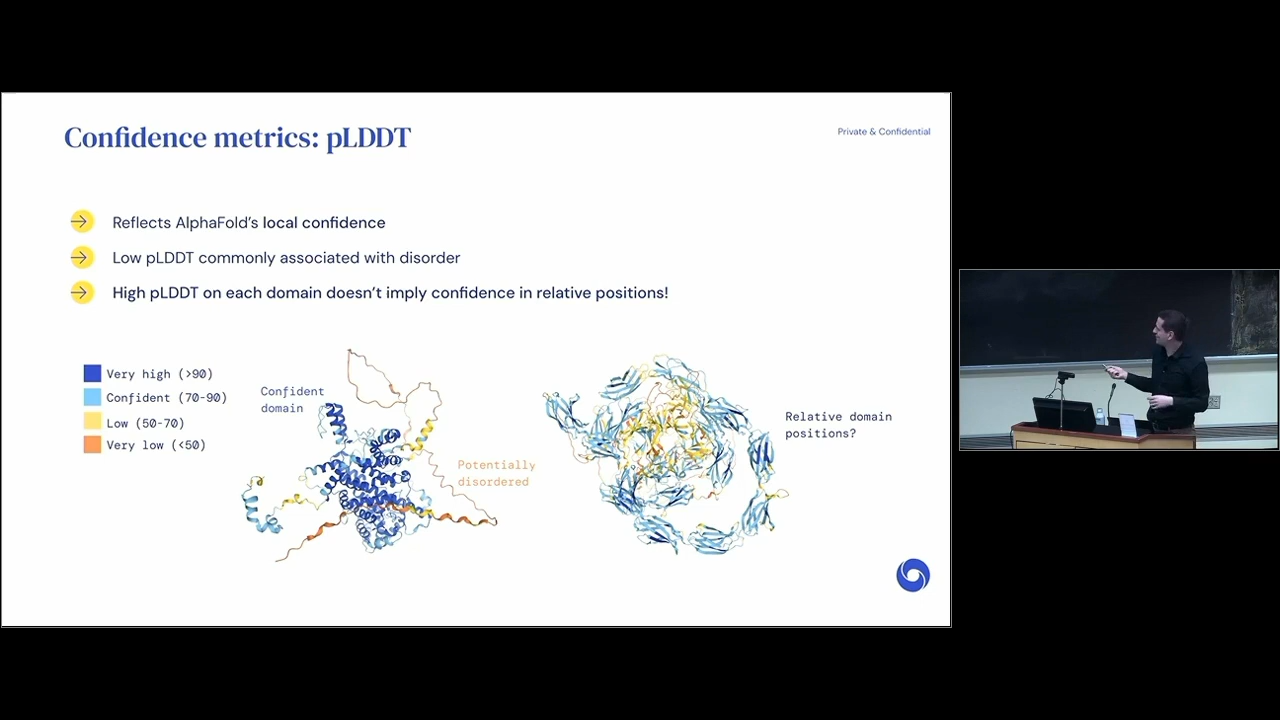 Confidence metrics: pLDDT
Private & Confidential
Reflects AlphaFold's local confidence
Low pLDDT commonly associated with disorder
High pLDDT on each domain doesn't imply confidence in relative positions!
Very high (>90)
Confident (70-90)
Low (50-70)
Very low (<50)
Confident
domain
Potentially
disordered
Relative domain
positions?